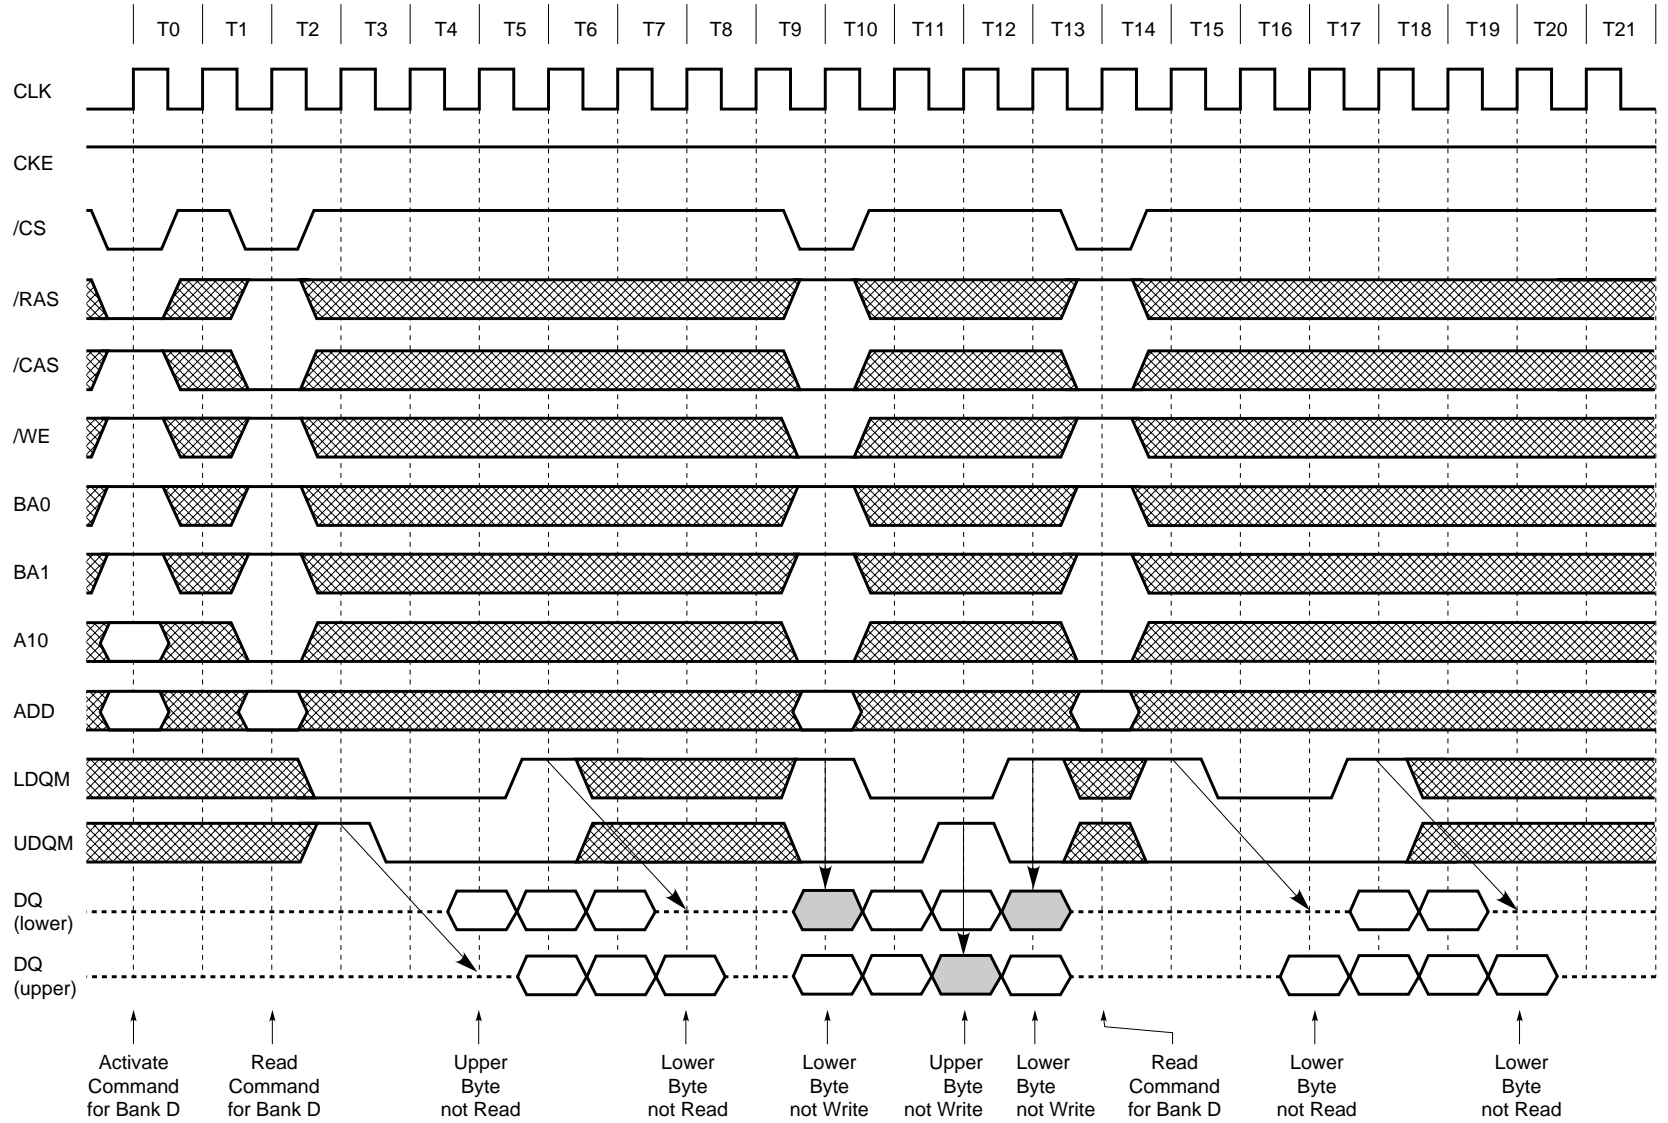 T0 T1 T2 T3 T4 T5 T6 T7 T8 T9 T10 T11 T12 T13 T14 T15 T16 T17 T18 T19 T20 T21
CLK
CKE
/CS
/RAS
/CAS
/WE
BA0
BA1
A10
ADD
LDQM
UDQM
DQ
(lower)
DQ
(upper)
Activate
Command
for Bank D
Read
Command
for Bank D
Upper
Byte
not Read
Lower
Byte
not Read
Lower
Byte
not Write
Upper
Byte
not Write
Lower
Byte
not Write
Read
Command
for Bank D
Lower
Byte
not Read
Lower
Byte
not Read